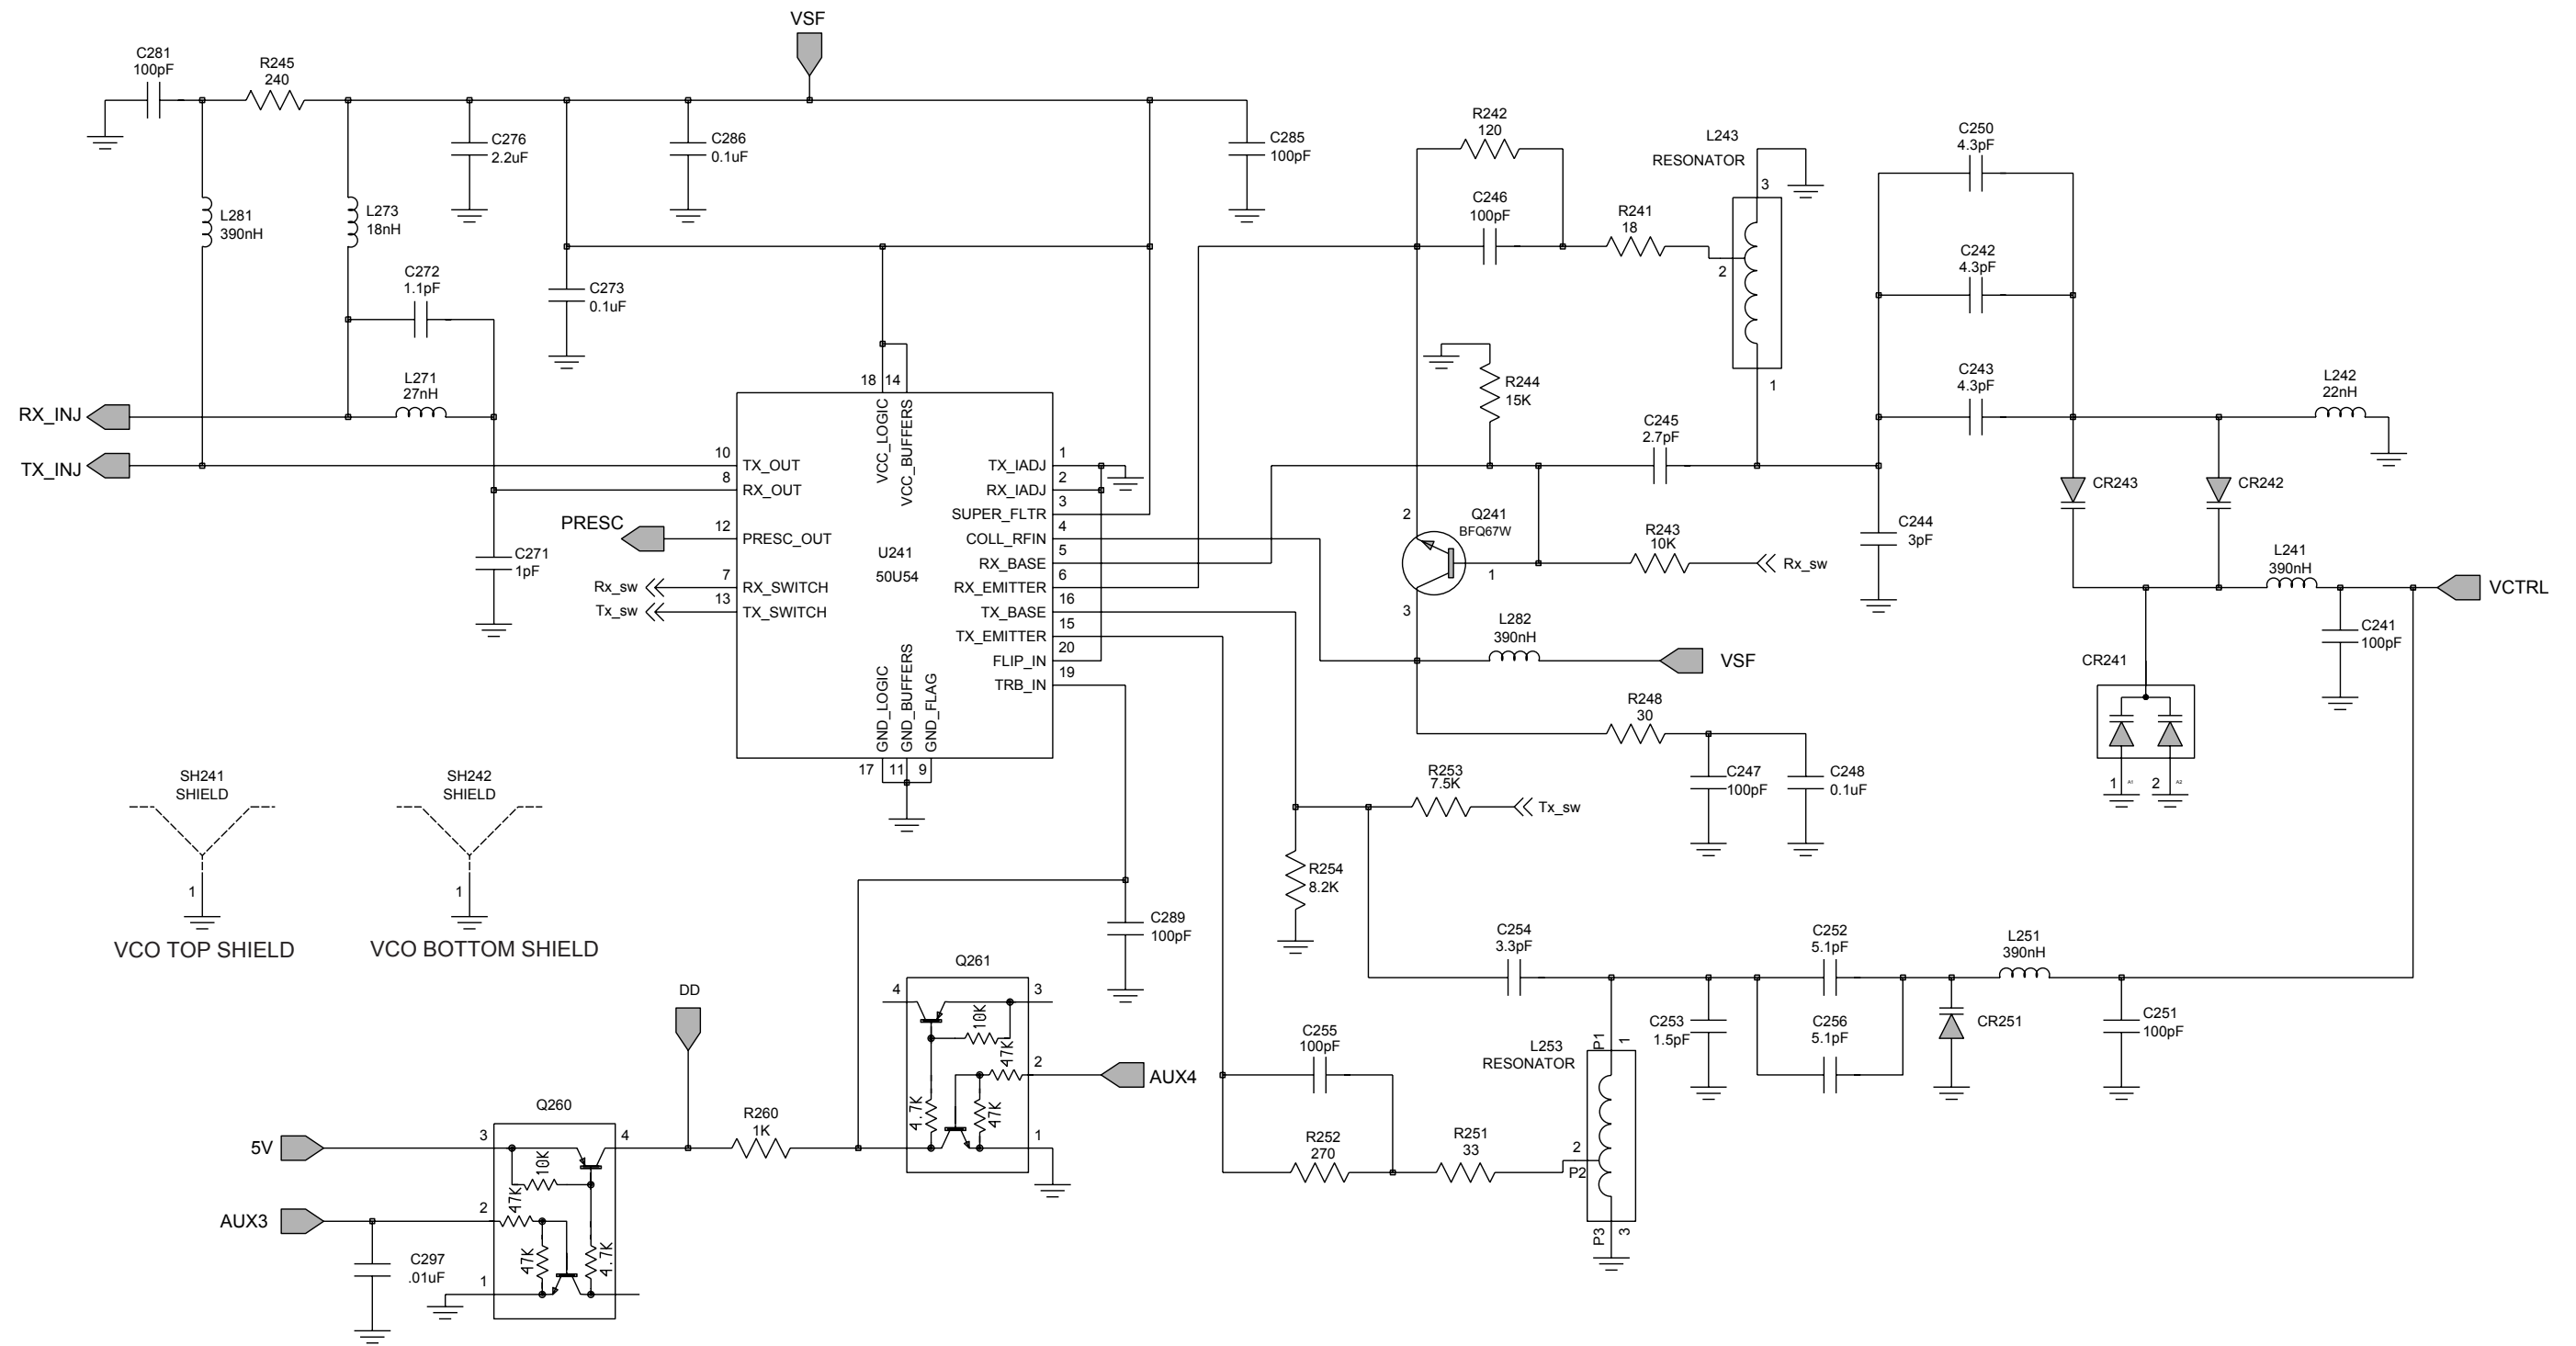 VSF
C281
100pF
R245
240
C276
2.2uF
C286
0.1uF
C285
100pF
L281
390nH
L273
18nH
C272
1.1pF
C273
0.1uF
L271
27nH
RX_INJ
TX_INJ
C271
1pF
PRESC
Rx_sw
Tx_sw
18
14
VCC_LOGIC
VCC_BUFFERS
10
TX_OUT
8
RX_OUT
12
PRESC_OUT
7
RX_SWITCH
13
TX_SWITCH
U241
50U54
1
TX_IADJ
2
RX_IADJ
3
SUPER_FLTR
4
COLL_RFIN
5
RX_BASE
6
RX_EMITTER
16
TX_BASE
15
TX_EMITTER
20
FLIP_IN
19
TRB_IN
GND_LOGIC
GND_BUFFERS
GND_FLAG
17
11
9
R242
120
C246
100pF
R241
18
L243
RESONATOR
3
2
1
R244
15K
C245
2.7pF
2
Q241
BFQ67W
1
3
R243
10K
Rx_sw
L282
390nH
VSF
R248
30
C247
100pF
C248
0.1uF
C250
4.3pF
C242
4.3pF
C243
4.3pF
L242
22nH
CR243
CR242
C244
3pF
L241
390nH
VCTRL
C241
100pF
CR241
1
A1
2
A2
R253
7.5K
Tx_sw
R254
8.2K
C254
3.3pF
C252
5.1pF
L251
390nH
C253
1.5pF
C256
5.1pF
CR251
C251
100pF
C255
100pF
L253
RESONATOR
P1
1
2
P2
P3
3
R252
270
R251
33
SH241
SHIELD
1
VCO TOP SHIELD
SH242
SHIELD
1
VCO BOTTOM SHIELD
C289
100pF
Q261
4
3
10K
47K
2
AUX4
4.7K
47K
1
DD
R260
1K
Q260
5V
3
4
10K
47K
AUX3
2
47K
4.7K
1
C297
.01uF